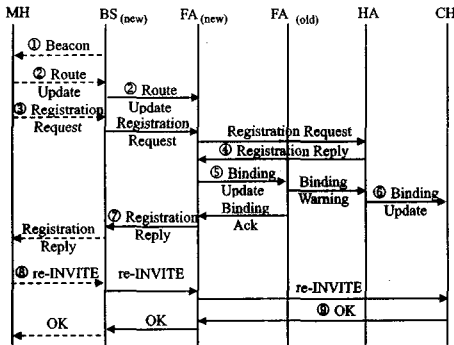 MH BS (new) FA (new) FA (old) HA CH
① Beacon
② Route
Update
② Route
Update
③ Registration
Request
Registration
Request
Registration Request
④ Registration Reply
⑤ Binding
Update
Binding
Warning
⑥ Binding
Update
Binding
Ack
⑦ Registration
Reply
Registration
Reply
⑧ re-INVITE
re-INVITE
re-INVITE
⑨ OK
OK
OK